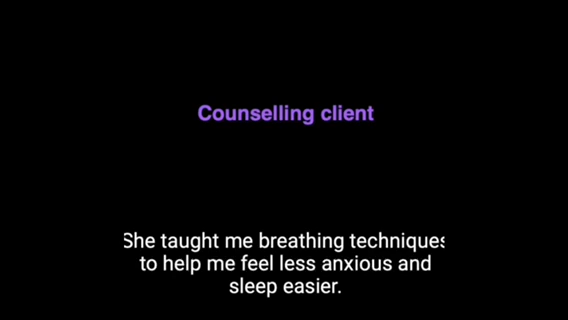 Counselling client
She taught me breathing techniques
to help me feel less anxious and
sleep easier.